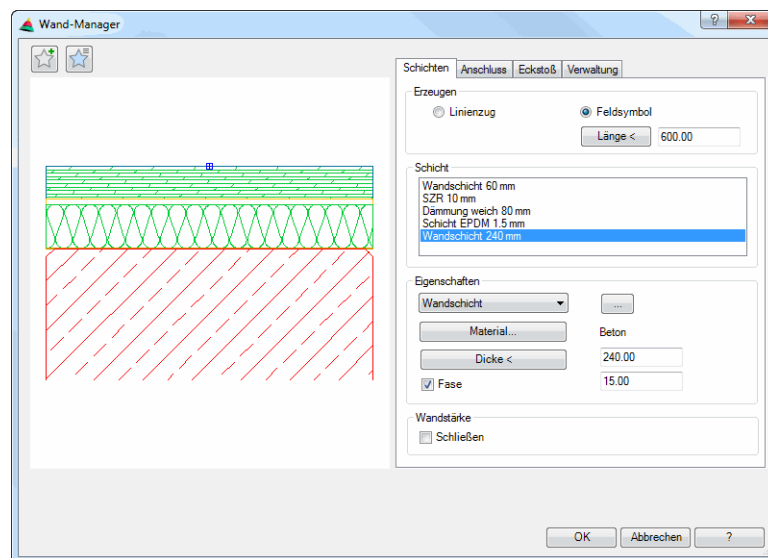 Wand-Manager
?
Schichten Anschluss Eckstoß Verwaltung
Erzeugen
Linienzug Feldsymbol
Länge < 600.00
Schicht
Wandschicht 60 mm
SZR 10 mm
Dämmung weich 80 mm
Schicht EPDM 1.5 mm
Wandschicht 240 mm
Eigenschaften
Wandschicht ...
Material... Beton
Dicke < 240.00
Fase 15.00
Wandstärke
Schließen
OK Abbrechen ?